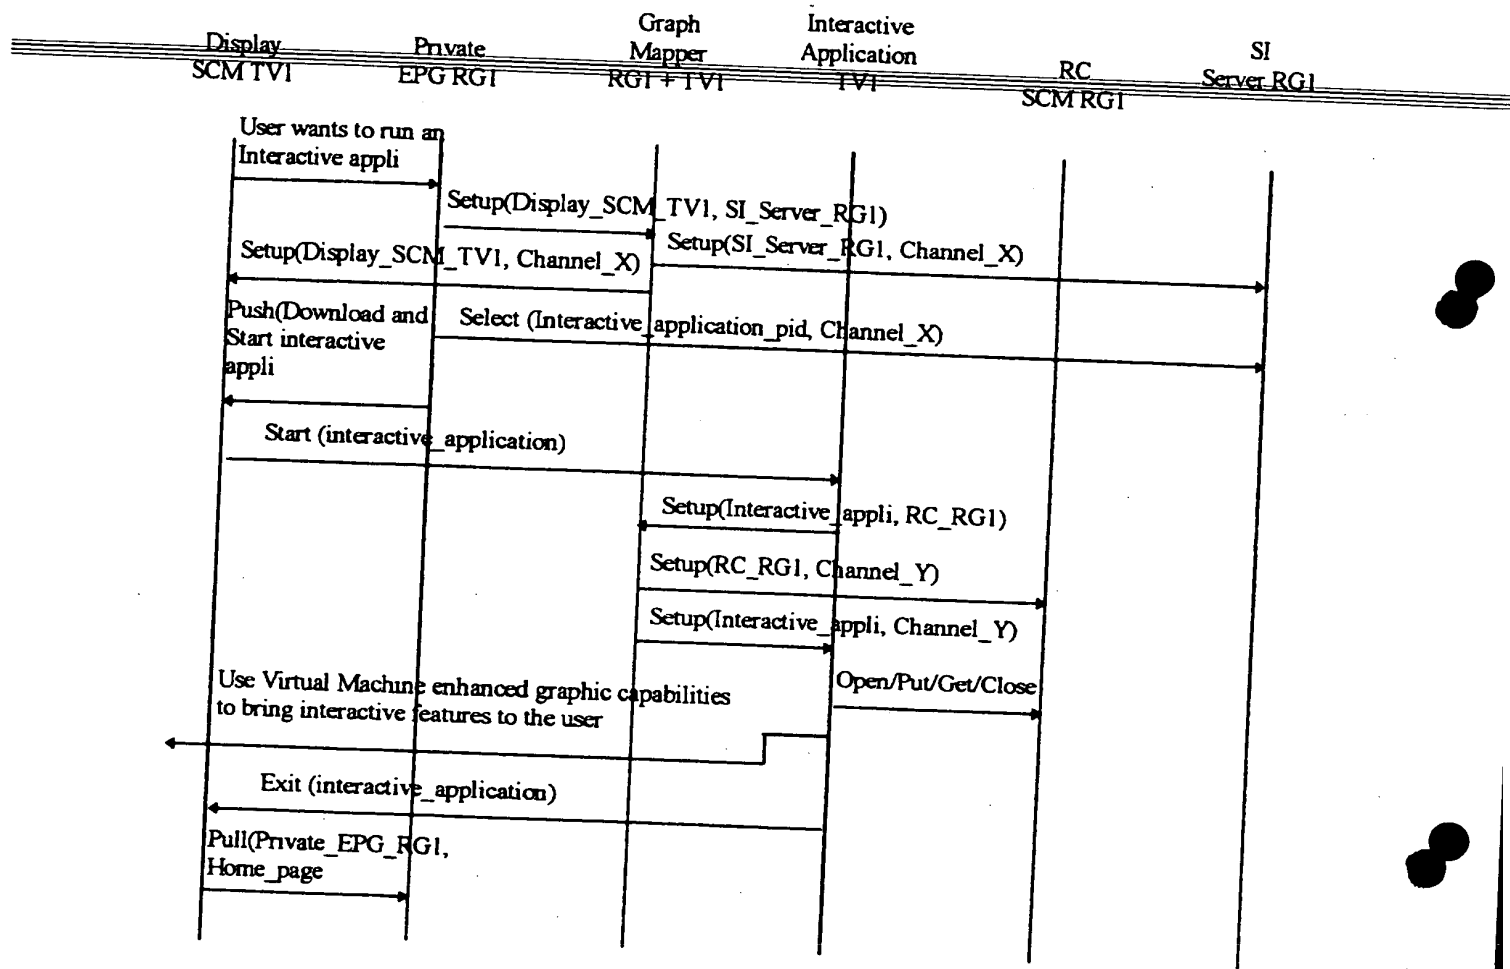 Display
SCM TV1
Private
EPG RG1
Graph
Mapper
RG1 + TV1
Interactive
Application
TV1
RC
SCM RG1
SI
Server RG1
User wants to run an
Interactive appli
Setup(Display_SCM_TV1, SI_Server_RG1)
Setup(SI_Server_RG1, Channel_X)
Setup(Display_SCM_TV1, Channel_X)
Push(Download and
Start interactive
appli
Select (Interactive_application_pid, Channel_X)
Start (interactive_application)
Setup(Interactive_appli, RC_RG1)
Setup(RC_RG1, Channel_Y)
Setup(Interactive_appli, Channel_Y)
Open/Put/Get/Close
Use Virtual Machine enhanced graphic capabilities
to bring interactive features to the user
Exit (interactive_application)
Pull(Private_EPG_RG1,
Home_page